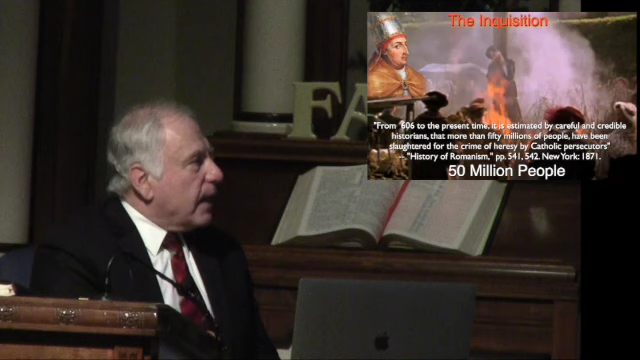 The Inquisition
"From  606 to the present time, it is estimated by careful and credible
historians, that more than fifty millions of people, have been
slaughtered for the crime of heresy by Catholic persecutors"
"History of Romanism," pp. 541, 542. New York: 1871.
50 Million People
FA